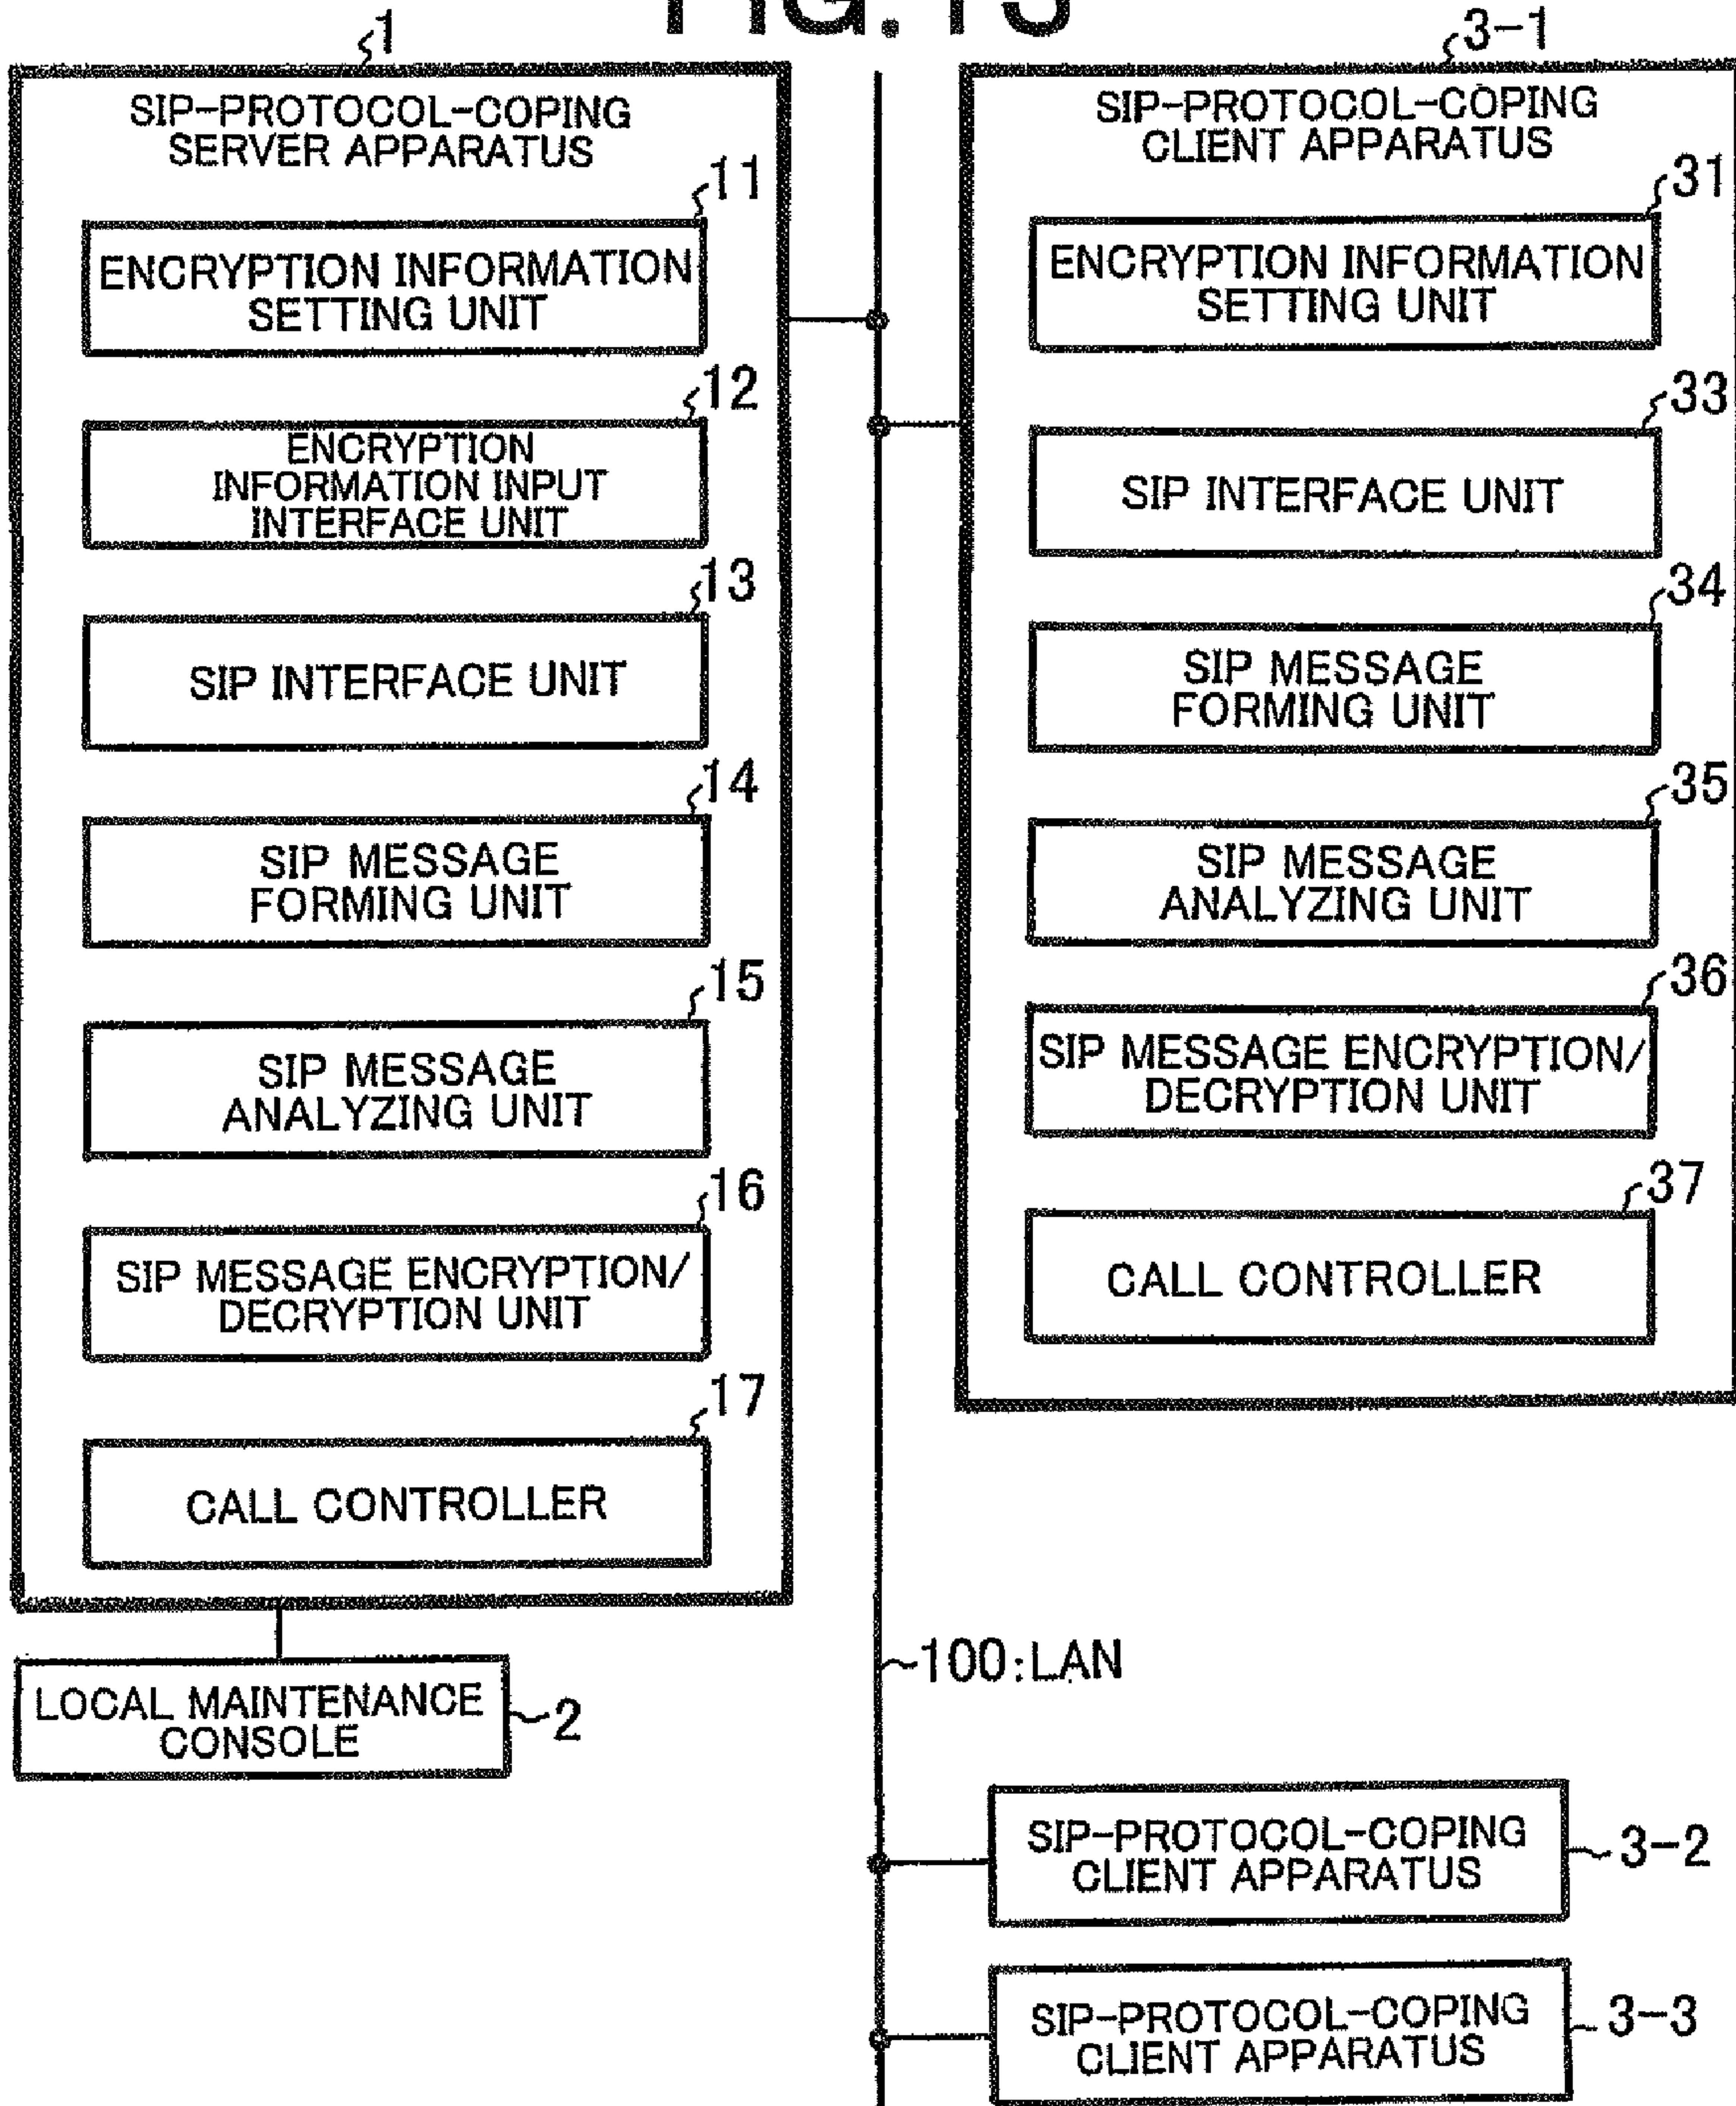 FIG. 13
1
SIP-PROTOCOL-COPING
SERVER APPARATUS
11
ENCRYPTION INFORMATION
SETTING UNIT
12
ENCRYPTION
INFORMATION INPUT
INTERFACE UNIT
13
SIP INTERFACE UNIT
14
SIP MESSAGE
FORMING UNIT
15
SIP MESSAGE
ANALYZING UNIT
16
SIP MESSAGE ENCRYPTION/
DECRYPTION UNIT
17
CALL CONTROLLER
LOCAL MAINTENANCE
CONSOLE
2
3-1
SIP-PROTOCOL-COPING
CLIENT APPARATUS
31
ENCRYPTION INFORMATION
SETTING UNIT
33
SIP INTERFACE UNIT
34
SIP MESSAGE
FORMING UNIT
35
SIP MESSAGE
ANALYZING UNIT
36
SIP MESSAGE ENCRYPTION/
DECRYPTION UNIT
37
CALL CONTROLLER
100:LAN
SIP-PROTOCOL-COPING
CLIENT APPARATUS
3-2
SIP-PROTOCOL-COPING
CLIENT APPARATUS
3-3